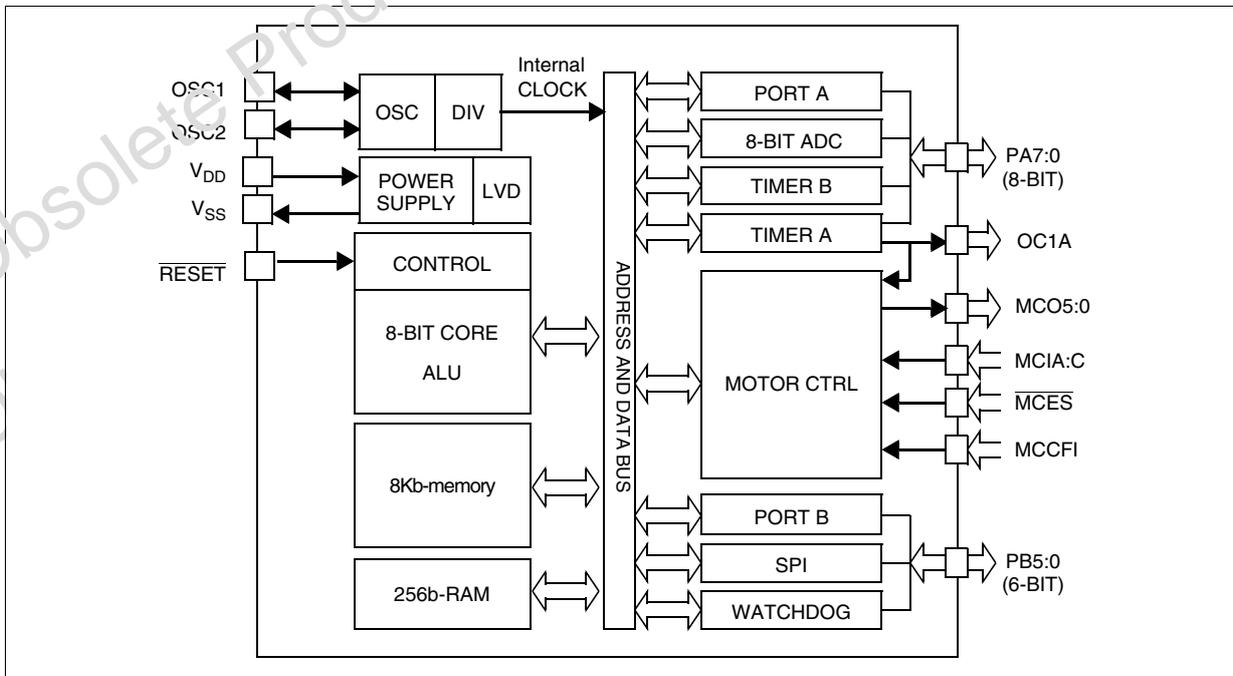 Obsolete Prod
OSC1
OSC2
VDD
VSS
RESET
OSC
DIV
Internal
CLOCK
POWER
SUPPLY
LVD
CONTROL
8-BIT CORE
ALU
8Kb-memory
256b-RAM
ADDRESS AND DATA BUS
PORT A
8-BIT ADC
TIMER B
TIMER A
MOTOR CTRL
PORT B
SPI
WATCHDOG
PA7:0
(8-BIT)
OC1A
MCO5:0
MCIA:C
MCES
MCCFI
PB5:0
(6-BIT)